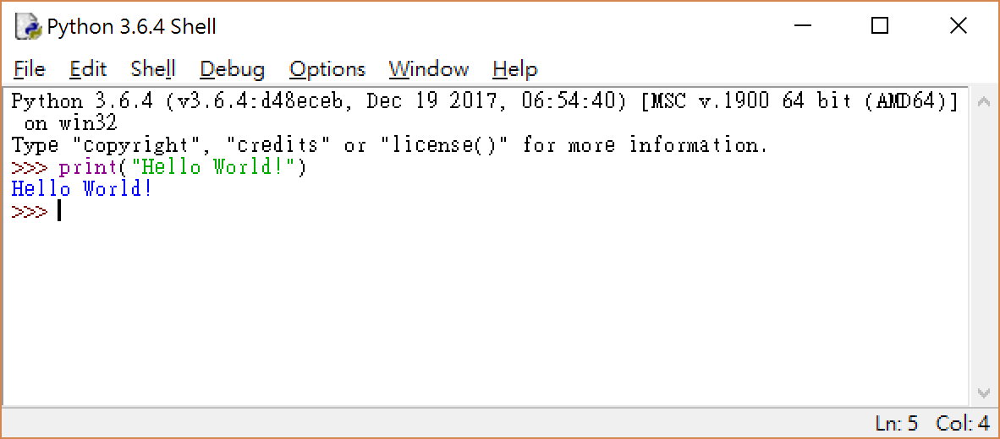 Python 3.6.4 Shell
File Edit Shell Debug Options Window Help
Python 3.6.4 (v3.6.4:d48eceb, Dec 19 2017, 06:54:40) [MSC v.1900 64 bit (AMD64)]
on win32
Type "copyright", "credits" or "license()" for more information.
>>> print("Hello World!")
Hello World!
>>>
Ln: 5 Col: 4